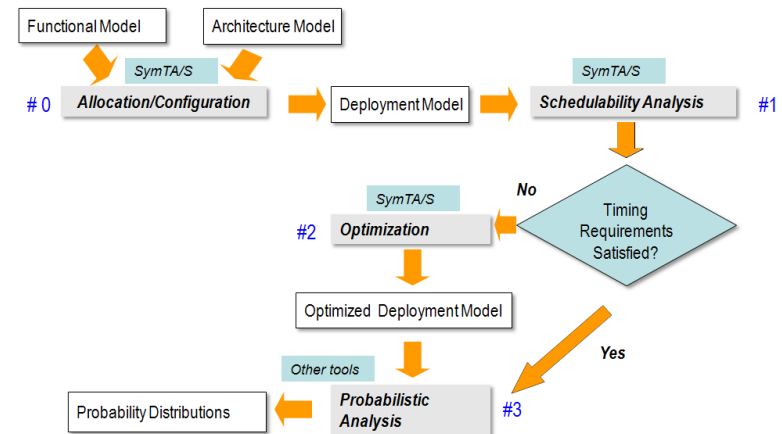 Functional Model
Architecture Model
SymTA/S
SymTA/S
# 0
Allocation/Configuration
Deployment Model
Schedulability Analysis
#1
No
SymTA/S
Timing
Requirements
Satisfied?
#2
Optimization
Optimized Deployment Model
Yes
Other tools
Probability Distributions
Probabilistic
Analysis
#3